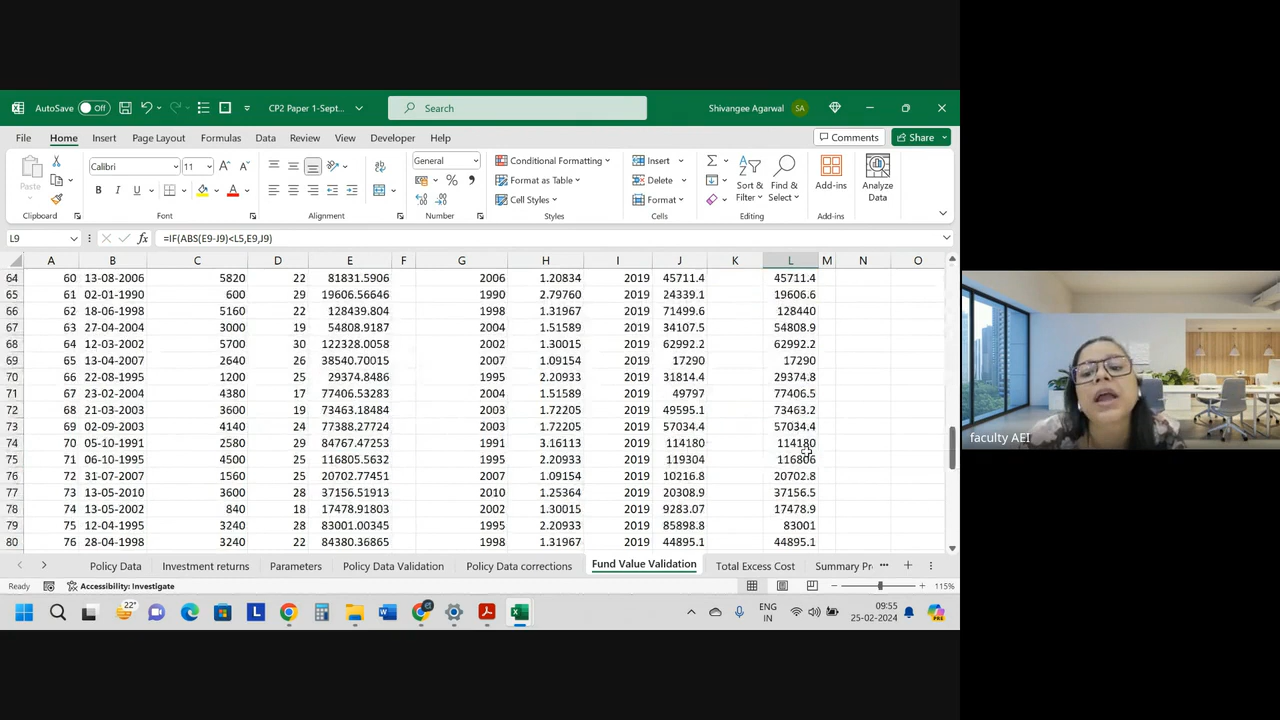 AutoSave Off CP2 Paper 1-Sept... Search Shivangee Agarwal SA
File Home Insert Page Layout Formulas Data Review View Developer Help Comments Share
Paste Calibri 11 B I U General Conditional Formatting Format as Table Cell Styles Insert Delete Format Sort & Filter Find & Select Add-ins Analyze Data
Clipboard Font Alignment Number Styles Cells Editing Add-ins
L9 fx =IF(ABS(E9-J9)<L5,E9,J9)
A B C D E F G H I J K L M N O
64 60 13-08-2006 5820 22 81831.5906 2006 1.20834 2019 45711.4 45711.4
65 61 02-01-1990 600 29 19606.56646 1990 2.79760 2019 24339.1 19606.6
66 62 18-06-1998 5160 22 128439.804 1998 1.31967 2019 71499.6 128440
67 63 27-04-2004 3000 19 54808.9187 2004 1.51589 2019 34107.5 54808.9
68 64 12-03-2002 5700 30 122328.0058 2002 1.30015 2019 62992.2 62992.2
69 65 13-04-2007 2640 26 38540.70015 2007 1.09154 2019 17290 17290
70 66 22-08-1995 1200 25 29374.8486 1995 2.20933 2019 31814.4 29374.8
71 67 23-02-2004 4380 17 77406.53283 2004 1.51589 2019 49797 77406.5
72 68 21-03-2003 3600 19 73463.18484 2003 1.72205 2019 49595.1 73463.2
73 69 02-09-2003 4140 24 77388.27724 2003 1.72205 2019 57034.4 57034.4
74 70 05-10-1991 2580 29 84767.47253 1991 3.16113 2019 114180 114180
75 71 06-10-1995 4500 25 116805.5632 1995 2.20933 2019 119304 116806
76 72 31-07-2007 1560 25 20702.77451 2007 1.09154 2019 10216.8 20702.8
77 73 13-05-2010 3600 28 37156.51913 2010 1.25364 2019 20308.9 37156.5
78 74 13-05-2002 840 18 17478.91803 2002 1.30015 2019 9283.07 17478.9
79 75 12-04-1995 3240 28 83001.00345 1995 2.20933 2019 85898.8 83001
80 76 28-04-1998 3240 22 84380.36865 1998 1.31967 2019 44895.1 44895.1
Policy Data Investment returns Parameters Policy Data Validation Policy Data corrections Fund Value Validation Total Excess Cost Summary Pr
Ready Accessibility: Investigate 115%
22° ENG IN 09:55 25-02-2024
faculty AEI